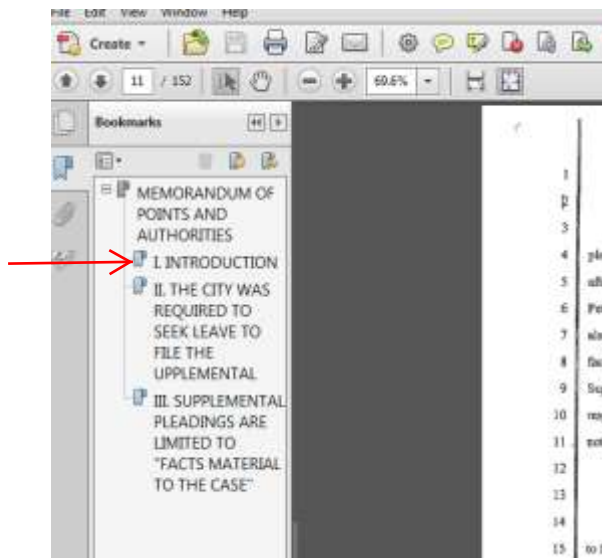 File Edit View Window Help
Create
11 / 152 69.6%
Bookmarks
MEMORANDUM OF
POINTS AND
AUTHORITIES
I. INTRODUCTION
II. THE CITY WAS
REQUIRED TO
SEEK LEAVE TO
FILE THE
UPPLEMENTAL
III. SUPPLEMENTAL
PLEADINGS ARE
LIMITED TO
"FACTS MATERIAL
TO THE CASE"
1
3
4
5
6
7
8
9
10
11
12
13
14
15